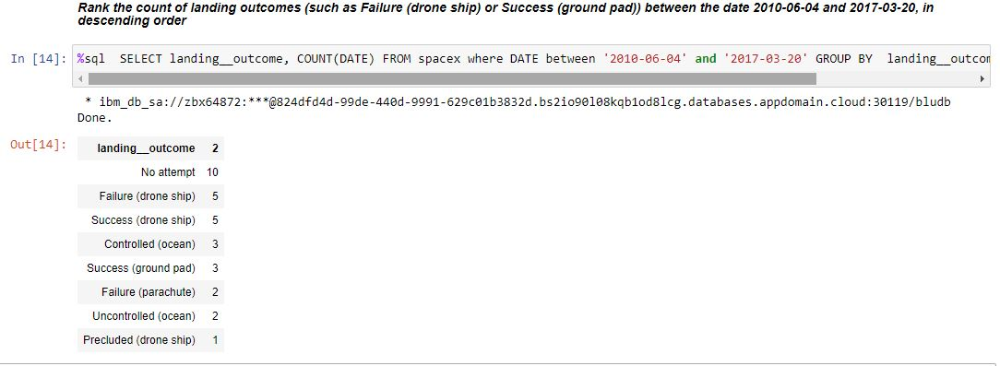 Rank the count of landing outcomes (such as Failure (drone ship) or Success (ground pad)) between the date 2010-06-04 and 2017-03-20, in
descending order
In [14]: %sql SELECT landing__outcome, COUNT(DATE) FROM spacex where DATE between '2010-06-04' and '2017-03-20' GROUP BY landing__outcom
* ibm_db_sa://zbx64872:***@824dfd4d-99de-440d-9991-629c01b3832d.bs2io90l08kqb1od8lcg.databases.appdomain.cloud:30119/bludb
Done.
Out[14]: landing__outcome 2
No attempt 10
Failure (drone ship) 5
Success (drone ship) 5
Controlled (ocean) 3
Success (ground pad) 3
Failure (parachute) 2
Uncontrolled (ocean) 2
Precluded (drone ship) 1